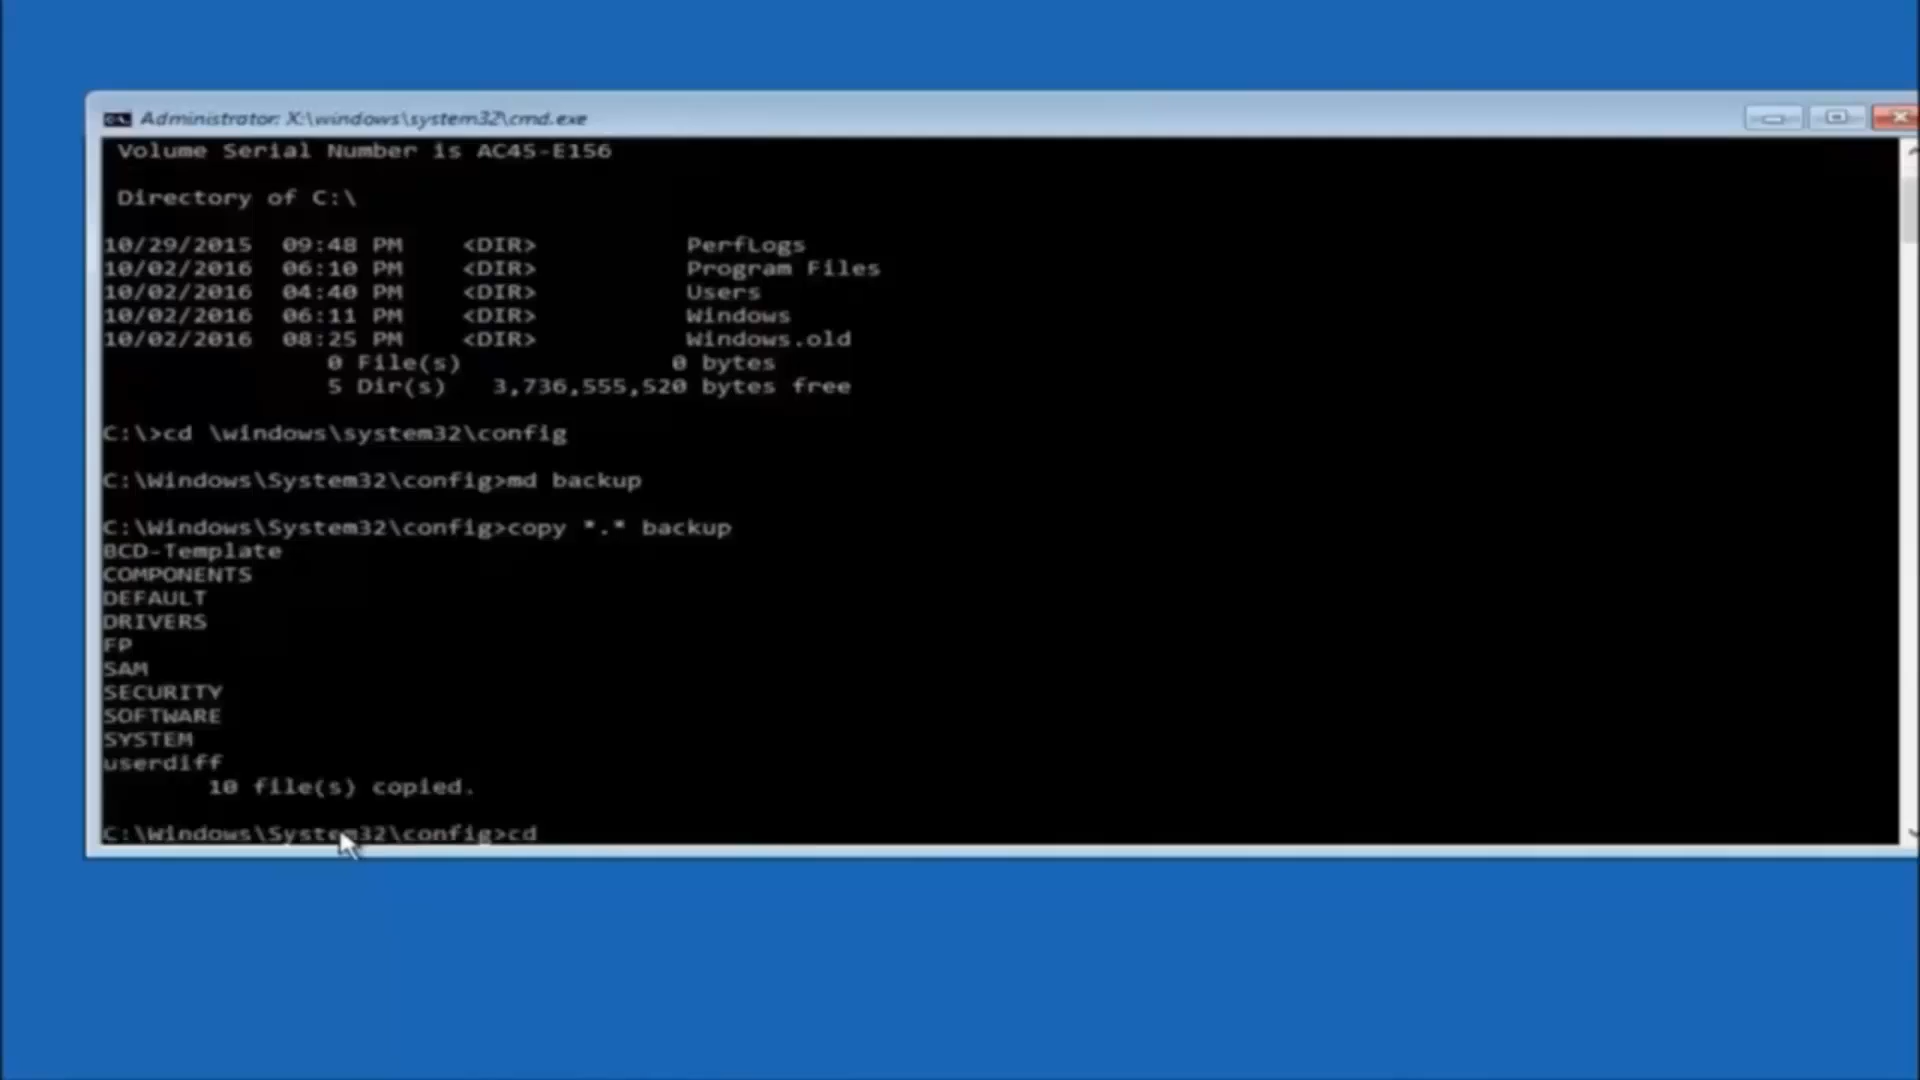 Administrator: X:\windows\system32\cmd.exe
Volume Serial Number is AC45-E156
Directory of C:\
10/29/2015  09:48 PM    <DIR>          PerfLogs
10/02/2016  06:10 PM    <DIR>          Program Files
10/02/2016  04:40 PM    <DIR>          Users
10/02/2016  06:11 PM    <DIR>          Windows
10/02/2016  08:25 PM    <DIR>          Windows.old
0 File(s)              0 bytes
5 Dir(s)   3,736,555,520 bytes free
C:\>cd \windows\system32\config
C:\Windows\System32\config>md backup
C:\Windows\System32\config>copy *.* backup
BCD-Template
COMPONENTS
DEFAULT
DRIVERS
FP
SAM
SECURITY
SOFTWARE
SYSTEM
userdiff
10 file(s) copied.
C:\Windows\System32\config>cd